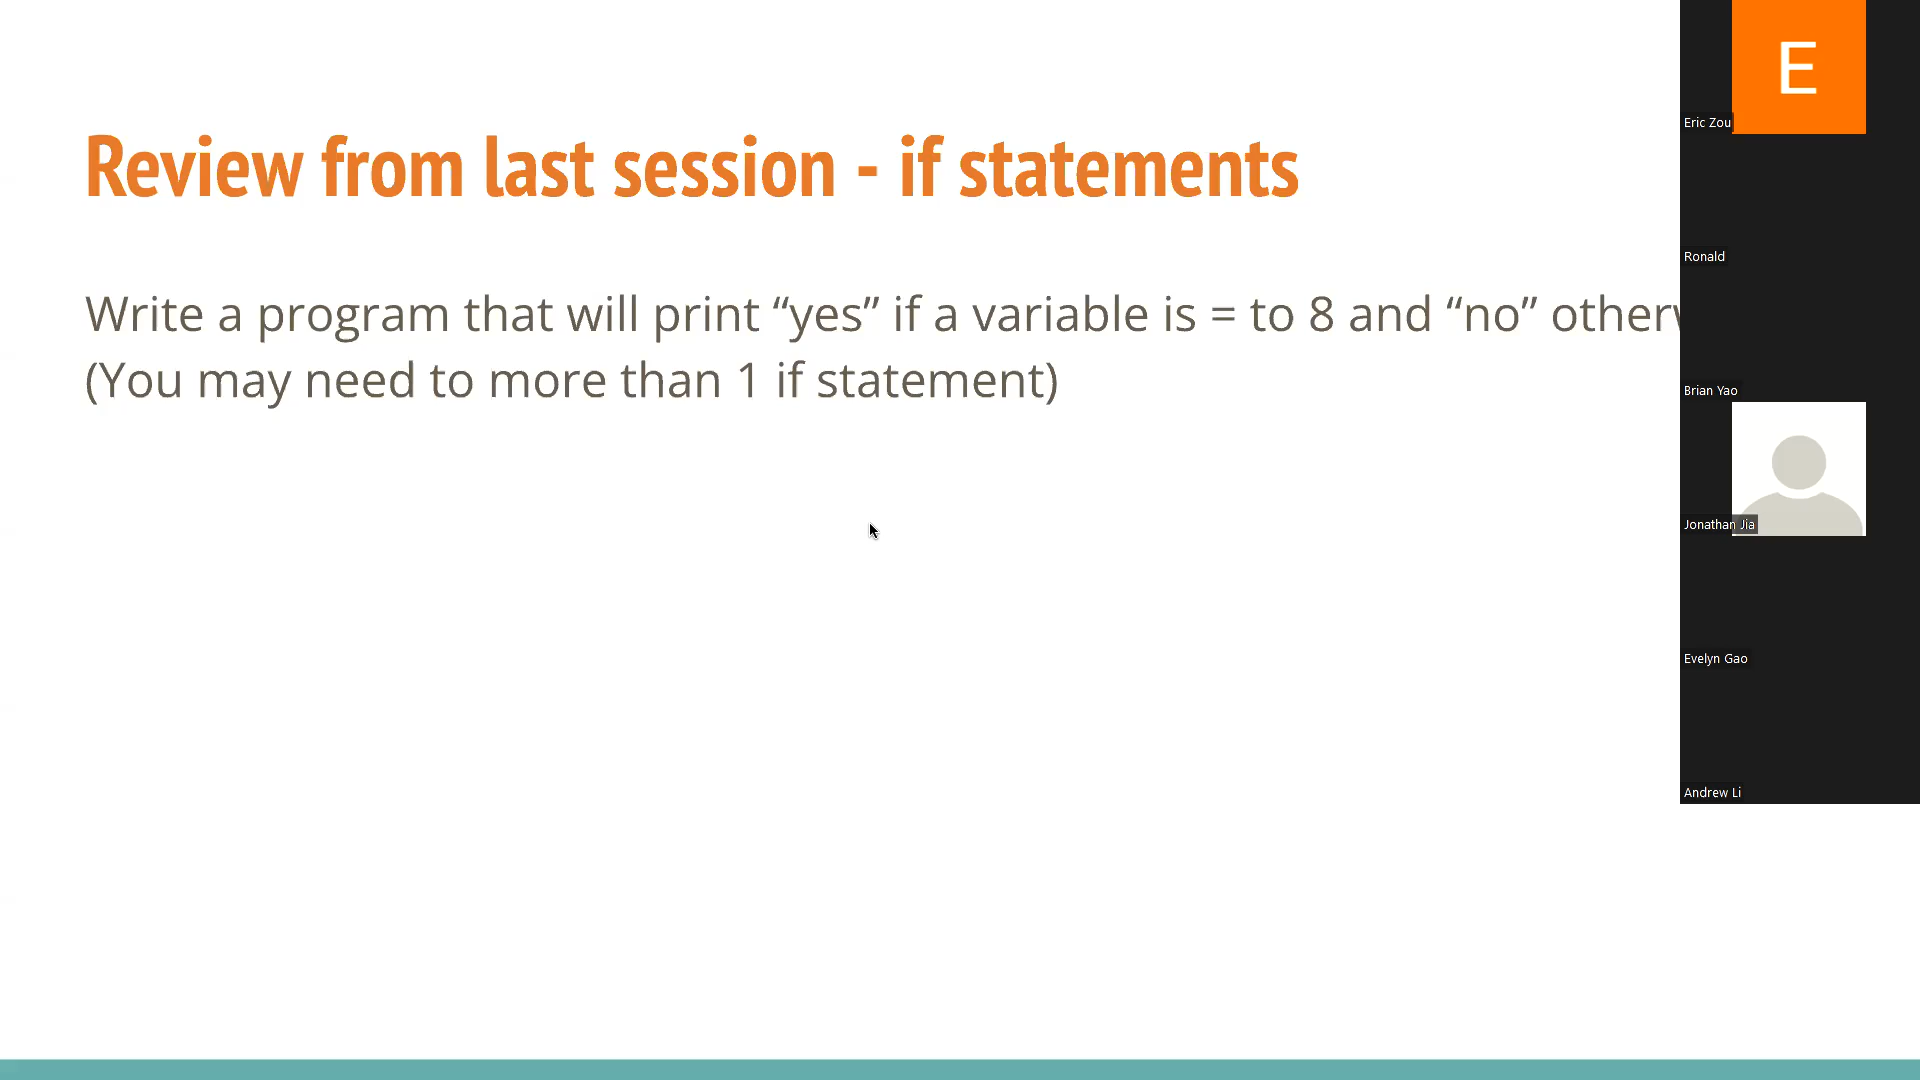 Review from last session - if statements
Write a program that will print “yes” if a variable is = to 8 and “no”
(You may need to more than 1 if statement)
E
Eric Zou
Ronald
Brian Yao
Jonathan Jia
Evelyn Gao
Andrew Li